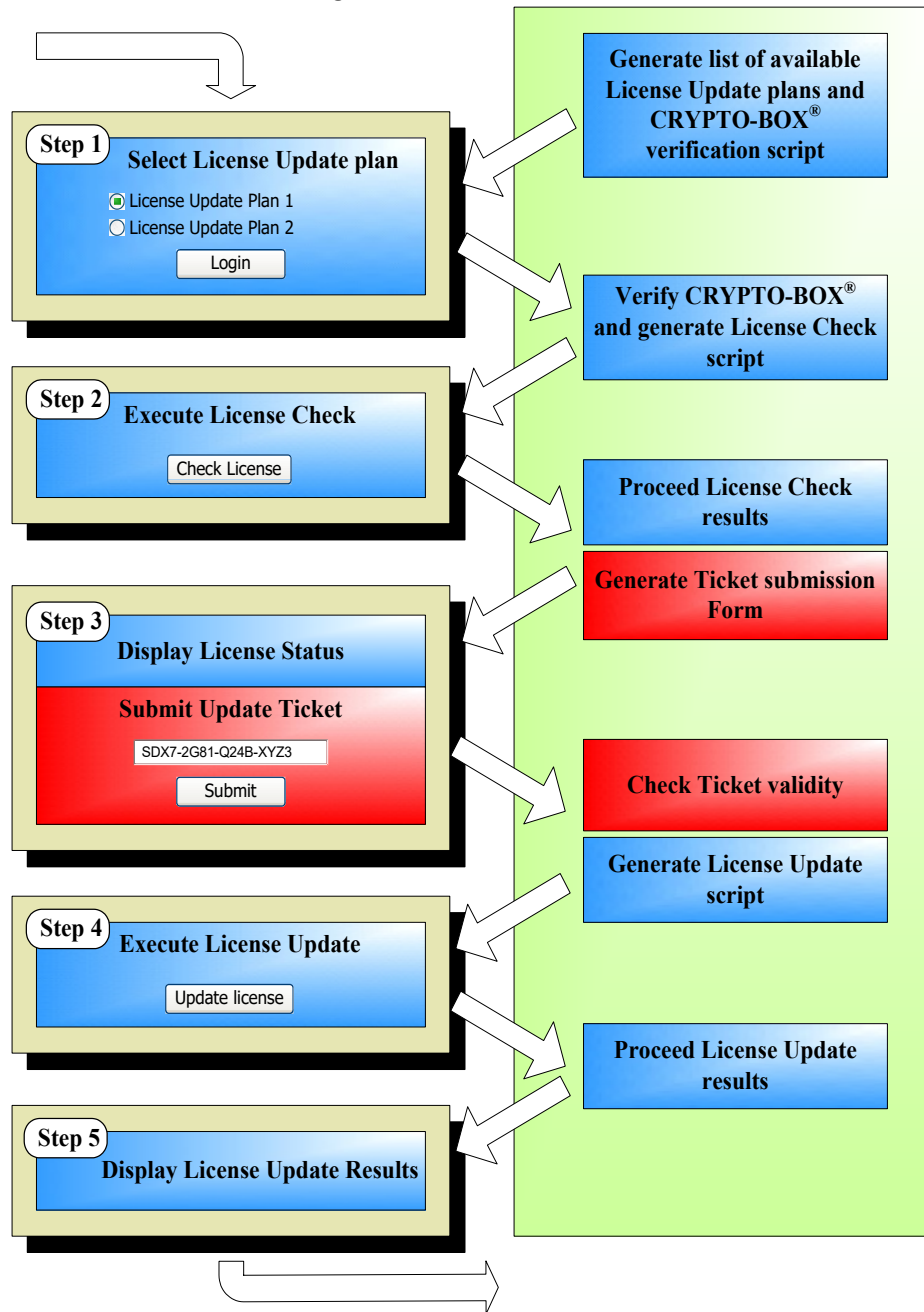 Generate list of available
License Update plans and
CRYPTO-BOX®
verification script
Step 1
Select License Update plan
License Update Plan 1
License Update Plan 2
Login
Verify CRYPTO-BOX®
and generate License Check
script
Step 2
Execute License Check
Check License
Proceed License Check
results
Generate Ticket submission
Form
Step 3
Display License Status
Submit Update Ticket
SDX7-2G81-Q24B-XYZ3
Submit
Check Ticket validity
Generate License Update
script
Step 4
Execute License Update
Update license
Proceed License Update
results
Step 5
Display License Update Results